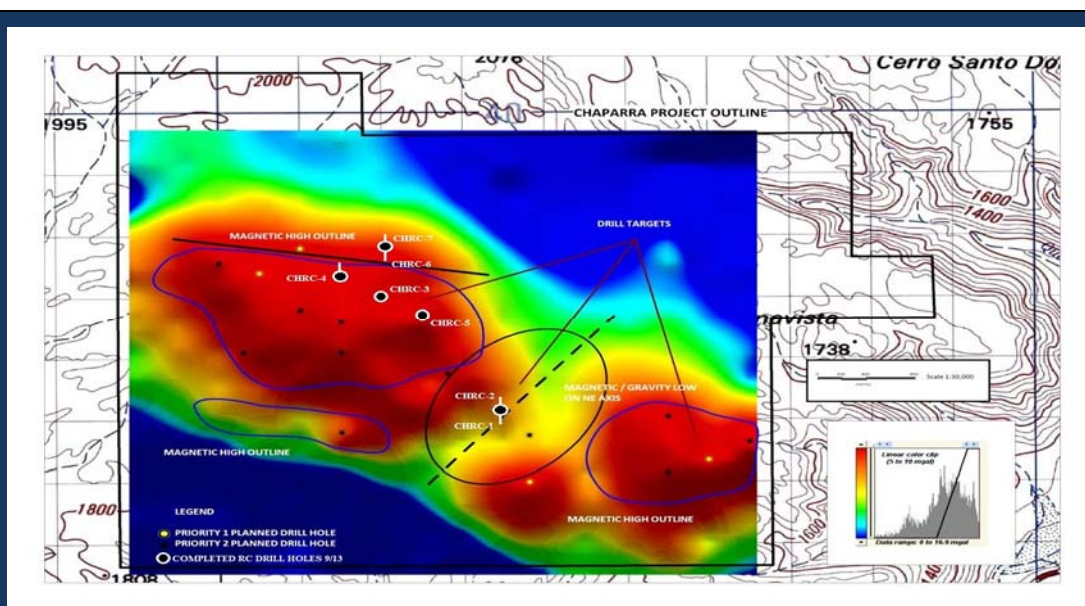 2076
Cerro Santo Do
2000
1995
CHAPARRA PROJECT OUTLINE
1755
1600
1400
DRILL TARGETS
MAGNETIC HIGH OUTLINE
CHRC-7
CHRC-6
CHRC-4
CHRC-3
CHRC-5
navista
1738
Scale 1:30,000
MAGNETIC / GRAVITY LOW
ON NE AXIS
CHRC-2
CHRC-1
MAGNETIC HIGH OUTLINE
Linear color clip
(5 to 10 mgal)
Data range: 0 to 16.9 mgal
MAGNETIC HIGH OUTLINE
1800
LEGEND
PRIORITY 1 PLANNED DRILL HOLE
PRIORITY 2 PLANNED DRILL HOLE
COMPLETED RC DRILL HOLES 9/13
1600
1808